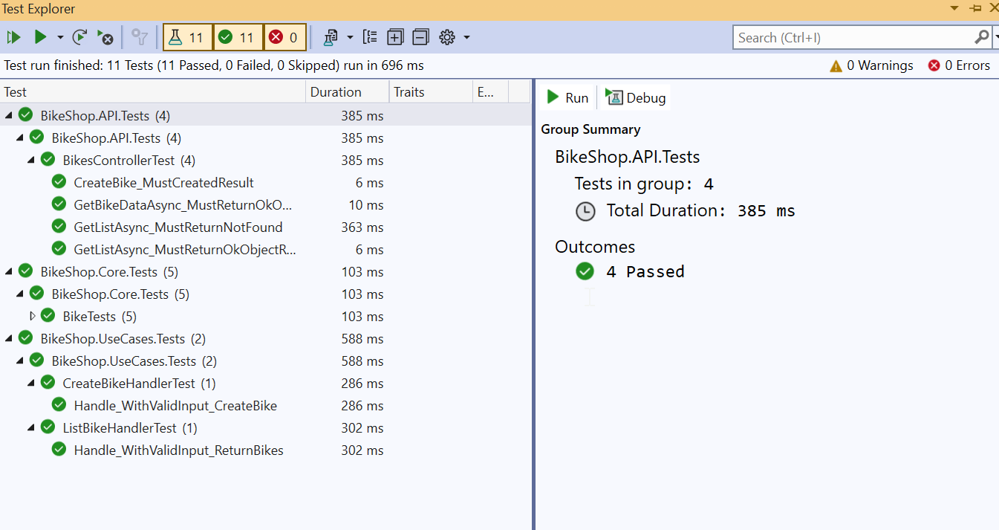 Test Explorer
11 11 0
Search (Ctrl+I)
Test run finished: 11 Tests (11 Passed, 0 Failed, 0 Skipped) run in 696 ms
0 Warnings 0 Errors
Test Duration Traits E...
BikeShop.API.Tests (4) 385 ms
BikeShop.API.Tests (4) 385 ms
BikesControllerTest (4) 385 ms
CreateBike_MustCreatedResult 6 ms
GetBikeDataAsync_MustReturnOkO... 10 ms
GetListAsync_MustReturnNotFound 363 ms
GetListAsync_MustReturnOkObjectR... 6 ms
BikeShop.Core.Tests (5) 103 ms
BikeShop.Core.Tests (5) 103 ms
BikeTests (5) 103 ms
BikeShop.UseCases.Tests (2) 588 ms
BikeShop.UseCases.Tests (2) 588 ms
CreateBikeHandlerTest (1) 286 ms
Handle_WithValidInput_CreateBike 286 ms
ListBikeHandlerTest (1) 302 ms
Handle_WithValidInput_ReturnBikes 302 ms
Run Debug
Group Summary
BikeShop.API.Tests
Tests in group: 4
Total Duration: 385 ms
Outcomes
4 Passed